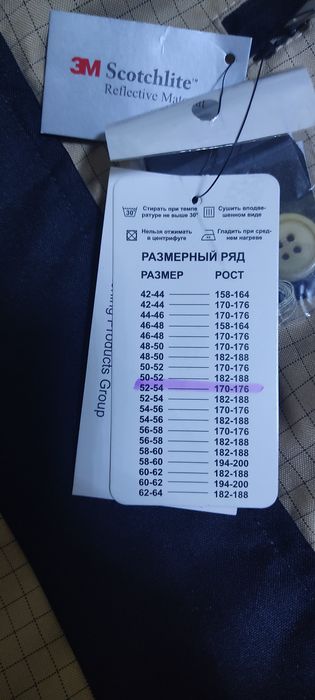 3M Scotchlite™
Reflective Mat
30
Стирать при темпе-
ратуре не выше 30°
Сушить вподве-
шенном виде
Нельзя отжимать
в центрифуге
Гладить при сред-
нем нагреве
РАЗМЕРНЫЙ РЯД
РАЗМЕР РОСТ
42-44 158-164
42-44 170-176
44-46 170-176
46-48 158-164
46-48 170-176
48-50 170-176
48-50 182-188
50-52 170-176
50-52 182-188
52-54 170-176
52-54 182-188
54-56 170-176
54-56 182-188
56-58 170-176
56-58 182-188
58-60 182-188
58-60 194-200
60-62 182-188
60-62 194-200
62-64 182-188
Products Group